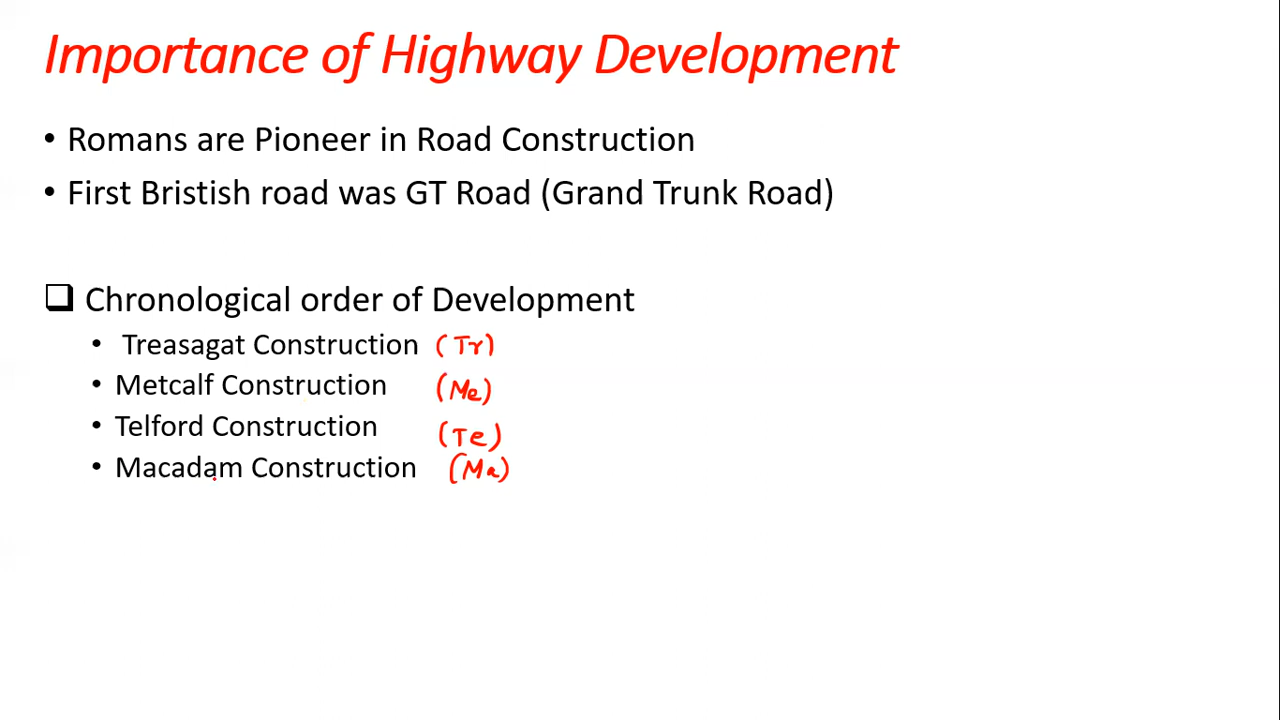 Importance of Highway Development
• Romans are Pioneer in Road Construction
• First Bristish road was GT Road (Grand Trunk Road)
❑ Chronological order of Development
• Treasagat Construction (Tr)
• Metcalf Construction (Me)
• Telford Construction (Te)
• Macadam Construction (Ma)